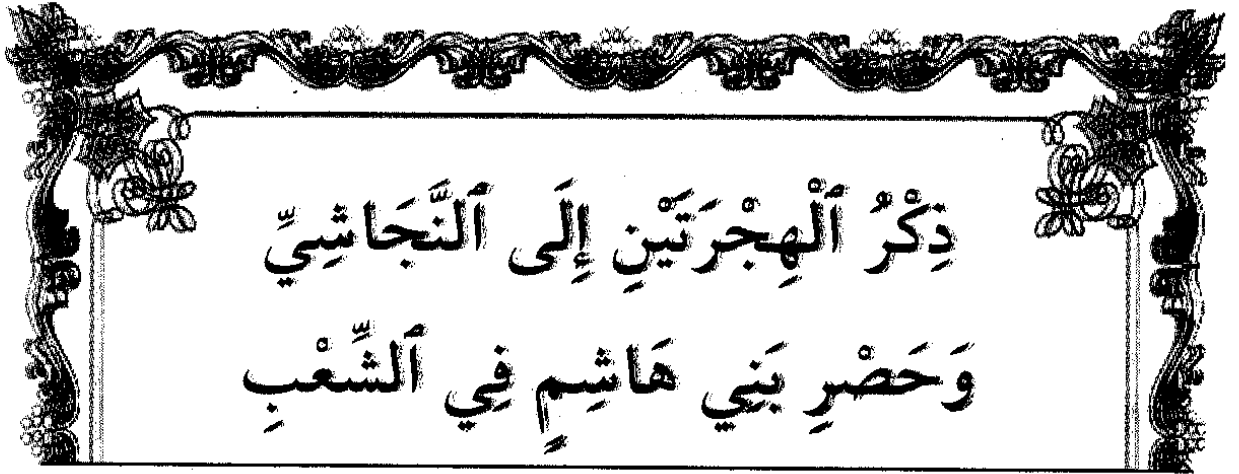 ذِكْرُ ٱلْهِجْرَتَيْنِ إِلَى ٱلنَّجَاشِيِّ
وَحَصْرِ بَنِي هَاشِمٍ فِي ٱلشِّعْبِ